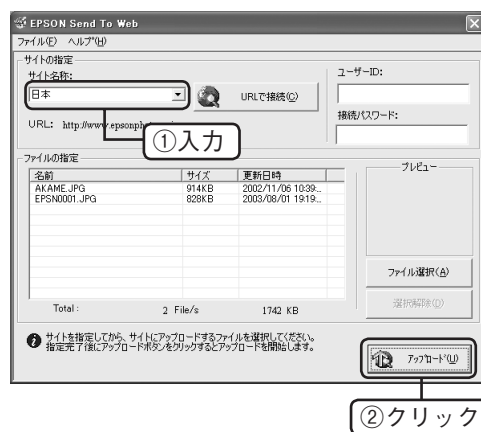 EPSON Send To Web
ファイル(F) ヘルプ(H)
サイトの指定
サイト名称:
日本
URLで接続(C)
URL: http://www.epsonph
ユーザーID:
接続パスワード:
①入力
ファイルの指定
名前 サイズ 更新日時
AKAME.JPG 914KB 2002/11/06 10:39...
EPSN0001.JPG 828KB 2003/08/01 19:19...
Total: 2 File/s 1742 KB
プレビュー
ファイル選択(A)
選択解除(D)
サイトを指定してから、サイトにアップロードするファイルを選択してください。
指定完了後にアップロードボタンをクリックするとアップロードを開始します。
アップロード(U)
②クリック